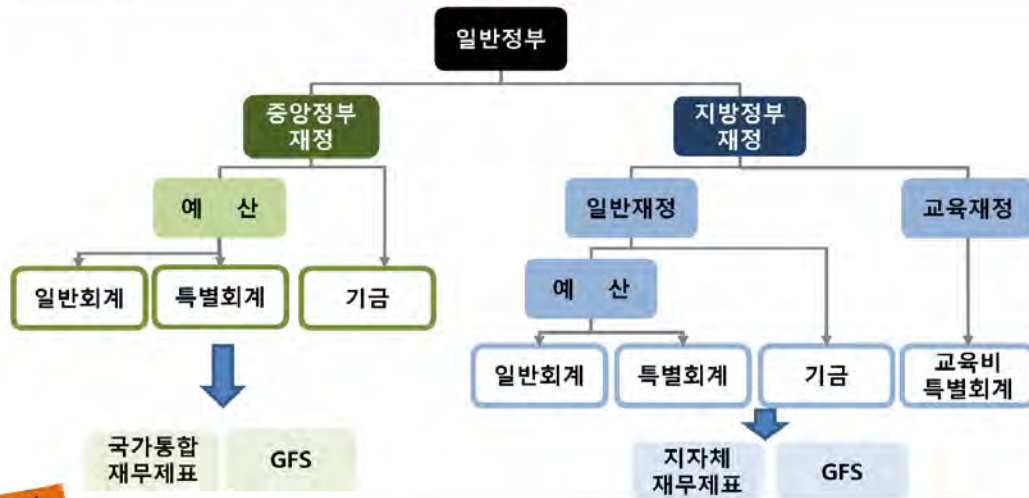 일반정부
중앙정부
재정
지방정부
재정
예 산
일반재정
교육재정
일반회계
특별회계
기금
예 산
일반회계
특별회계
기금
교육비
특별회계
국가통합
재무제표
GFS
지자체
재무제표
GFS